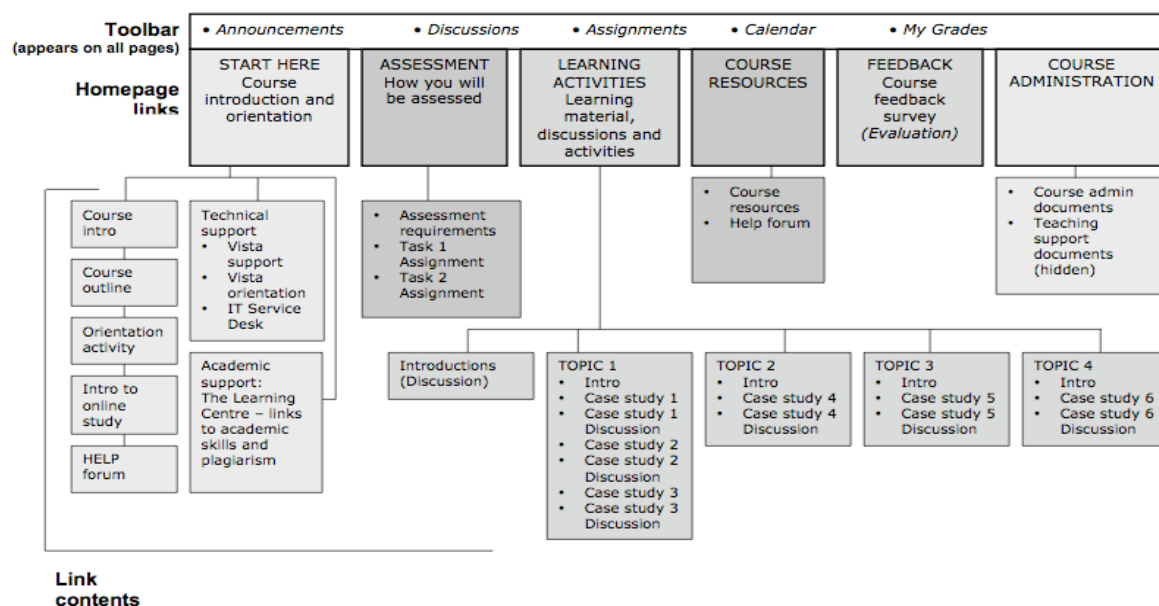 Toolbar
(appears on all pages)
• Announcements • Discussions • Assignments • Calendar • My Grades
Homepage
links
START HERE
Course
introduction and
orientation
ASSESSMENT
How you will
be assessed
LEARNING
ACTIVITIES
Learning
material,
discussions and
activities
COURSE
RESOURCES
FEEDBACK
Course
feedback
survey
(Evaluation)
COURSE
ADMINISTRATION
Course
intro
Course
outline
Orientation
activity
Intro to
online
study
HELP
forum
Technical
support
• Vista
support
• Vista
orientation
• IT Service
Desk
Academic
support:
The Learning
Centre – links
to academic
skills and
plagiarism
• Assessment
requirements
• Task 1
Assignment
• Task 2
Assignment
• Course
resources
• Help forum
• Course admin
documents
• Teaching
support
documents
(hidden)
Introductions
(Discussion)
TOPIC 1
• Intro
• Case study 1
• Case study 1
Discussion
• Case study 2
• Case study 2
Discussion
• Case study 3
• Case study 3
Discussion
TOPIC 2
• Intro
• Case study 4
• Case study 4
Discussion
TOPIC 3
• Intro
• Case study 5
• Case study 5
Discussion
TOPIC 4
• Intro
• Case study 6
• Case study 6
Discussion
Link
contents